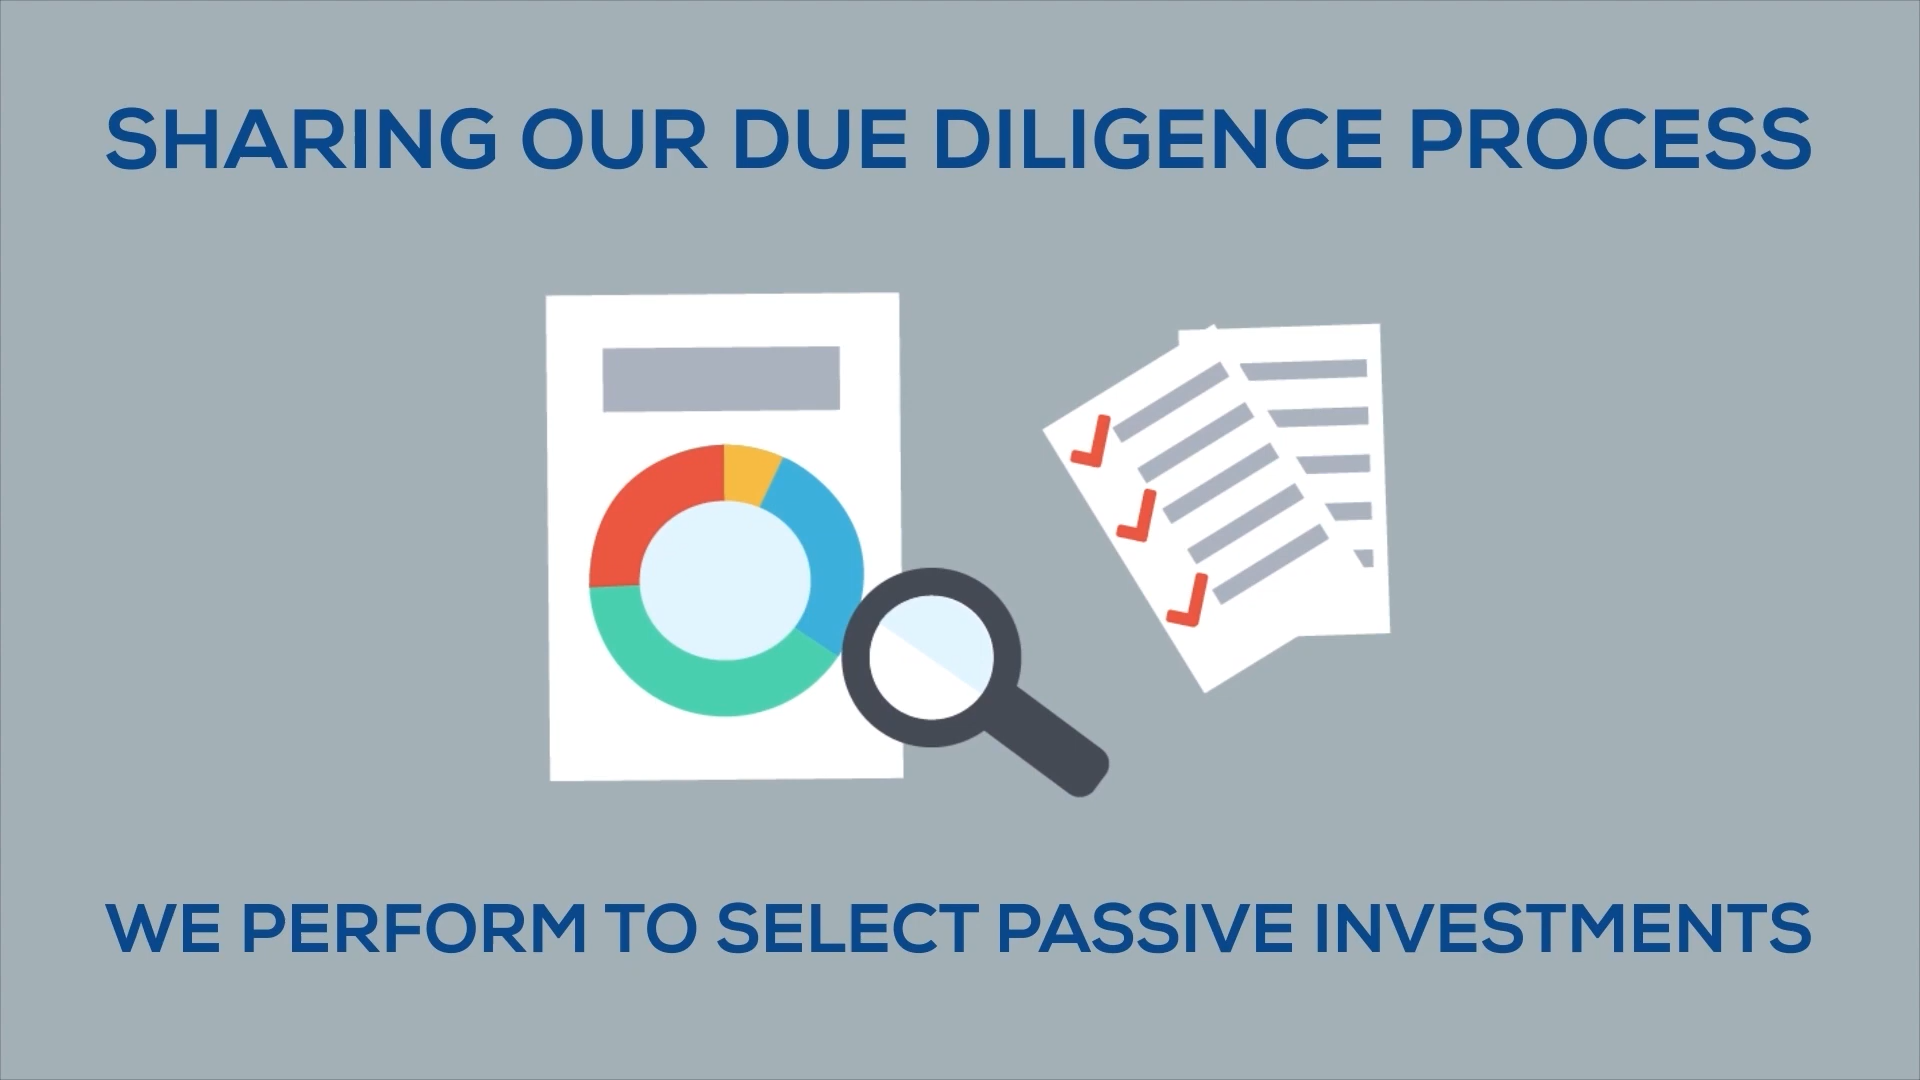 SHARING OUR DUE DILIGENCE PROCESS
WE PERFORM TO SELECT PASSIVE INVESTMENTS